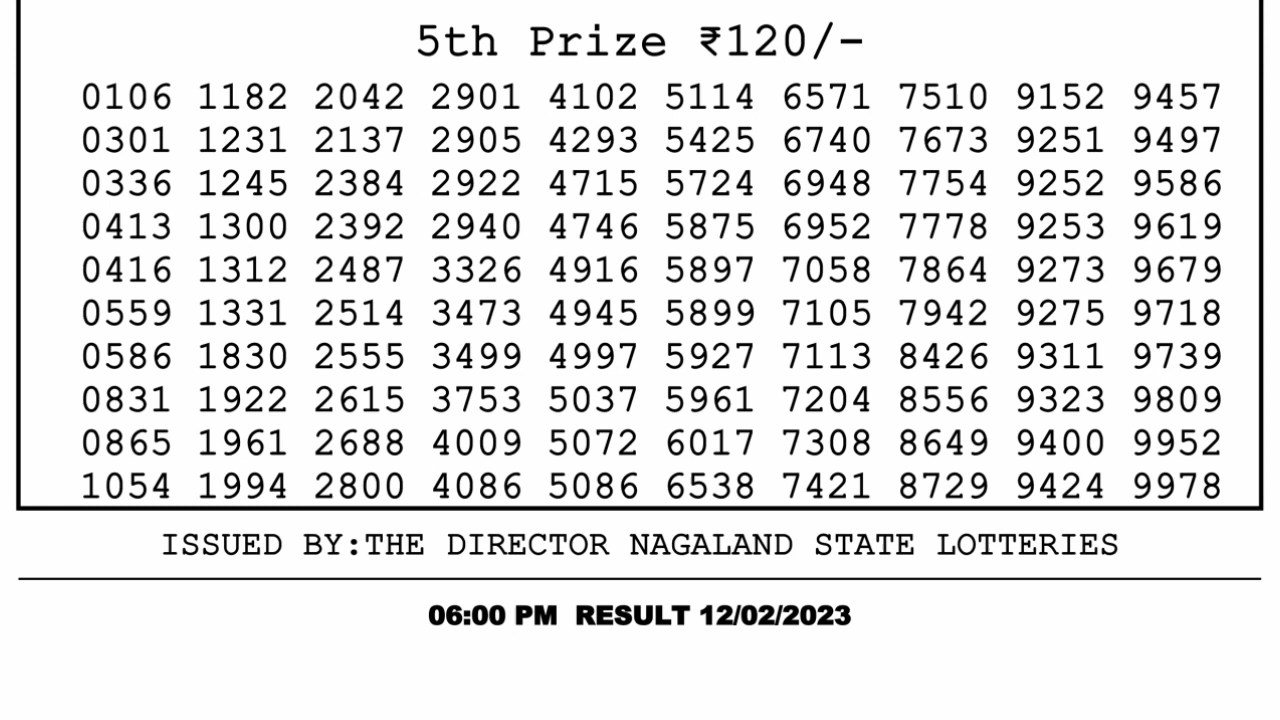 5th Prize ₹120/-
0106 1182 2042 2901 4102 5114 6571 7510 9152 9457
0301 1231 2137 2905 4293 5425 6740 7673 9251 9497
0336 1245 2384 2922 4715 5724 6948 7754 9252 9586
0413 1300 2392 2940 4746 5875 6952 7778 9253 9619
0416 1312 2487 3326 4916 5897 7058 7864 9273 9679
0559 1331 2514 3473 4945 5899 7105 7942 9275 9718
0586 1830 2555 3499 4997 5927 7113 8426 9311 9739
0831 1922 2615 3753 5037 5961 7204 8556 9323 9809
0865 1961 2688 4009 5072 6017 7308 8649 9400 9952
1054 1994 2800 4086 5086 6538 7421 8729 9424 9978
ISSUED BY:THE DIRECTOR NAGALAND STATE LOTTERIES
06:00 PM RESULT 12/02/2023